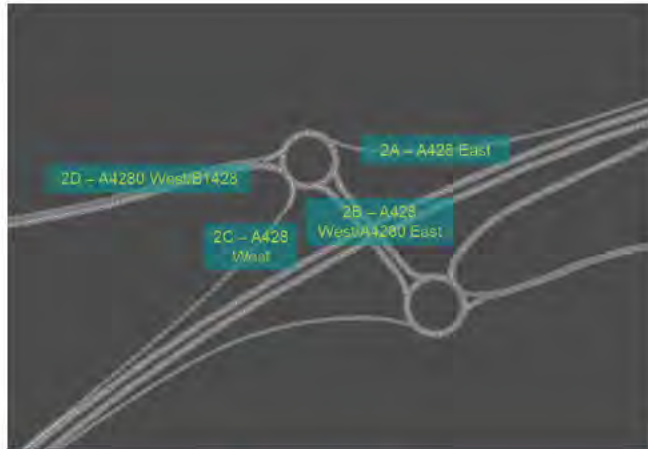 2A – A428 East
2D – A4280 West/B1428
2B – A428
West/A4280 East
2C – A428
West